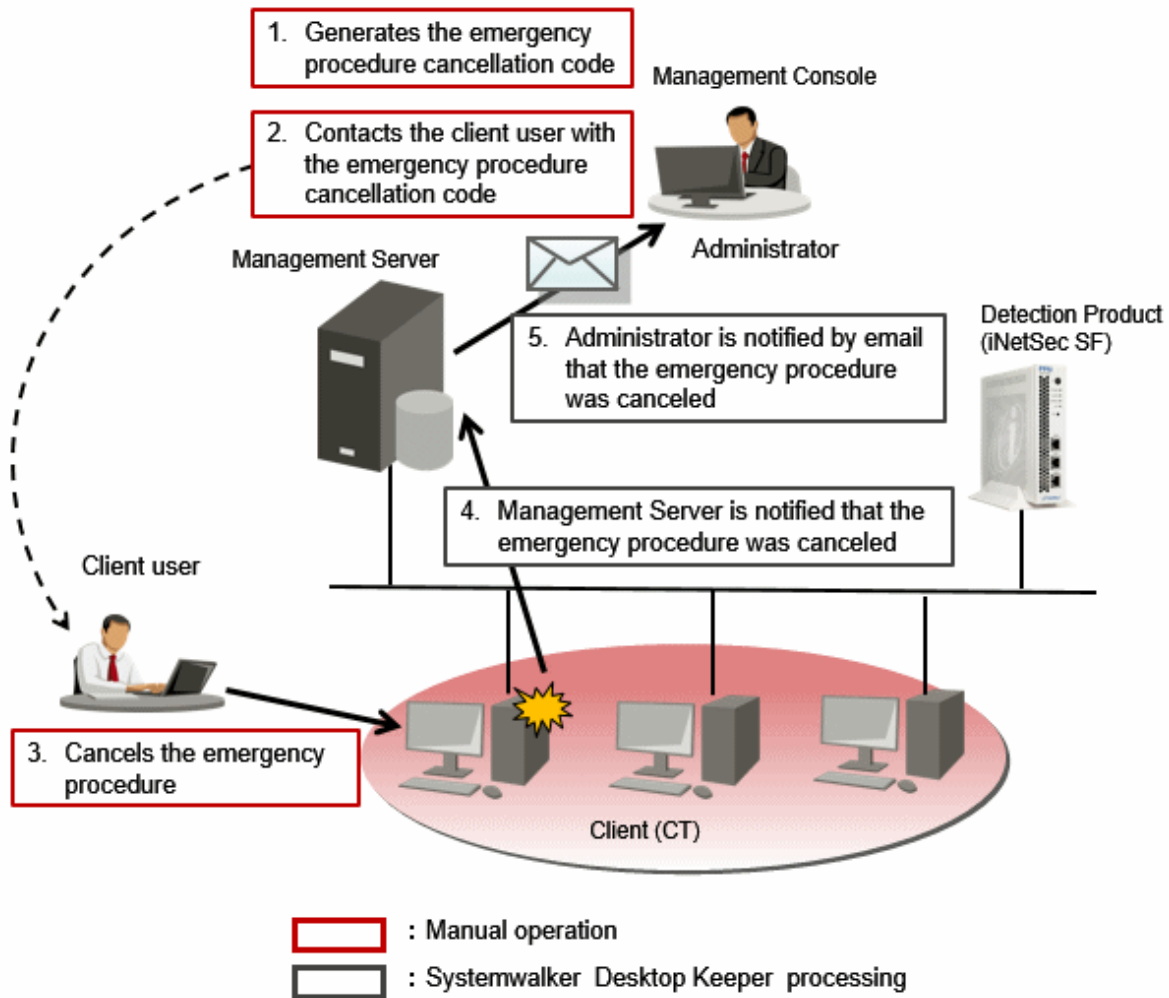 1. Generates the emergency
procedure cancellation code
Management Console
2. Contacts the client user with
the emergency procedure
cancellation code
Administrator
Management Server
Detection Product
(iNetSec SF)
5. Administrator is notified by email
that the emergency procedure
was canceled
4. Management Server is notified that the
emergency procedure was canceled
Client user
3. Cancels the emergency
procedure
Client (CT)
: Manual operation
: Systemwalker Desktop Keeper processing